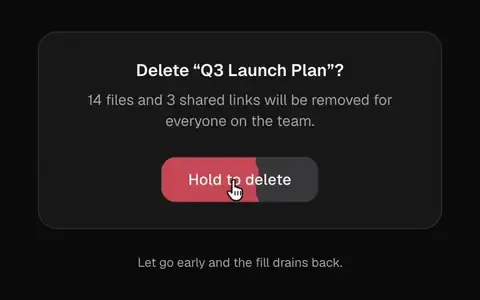 Delete “Q3 Launch Plan”?
14 files and 3 shared links will be removed for
everyone on the team.
Hold to delete
Let go early and the fill drains back.